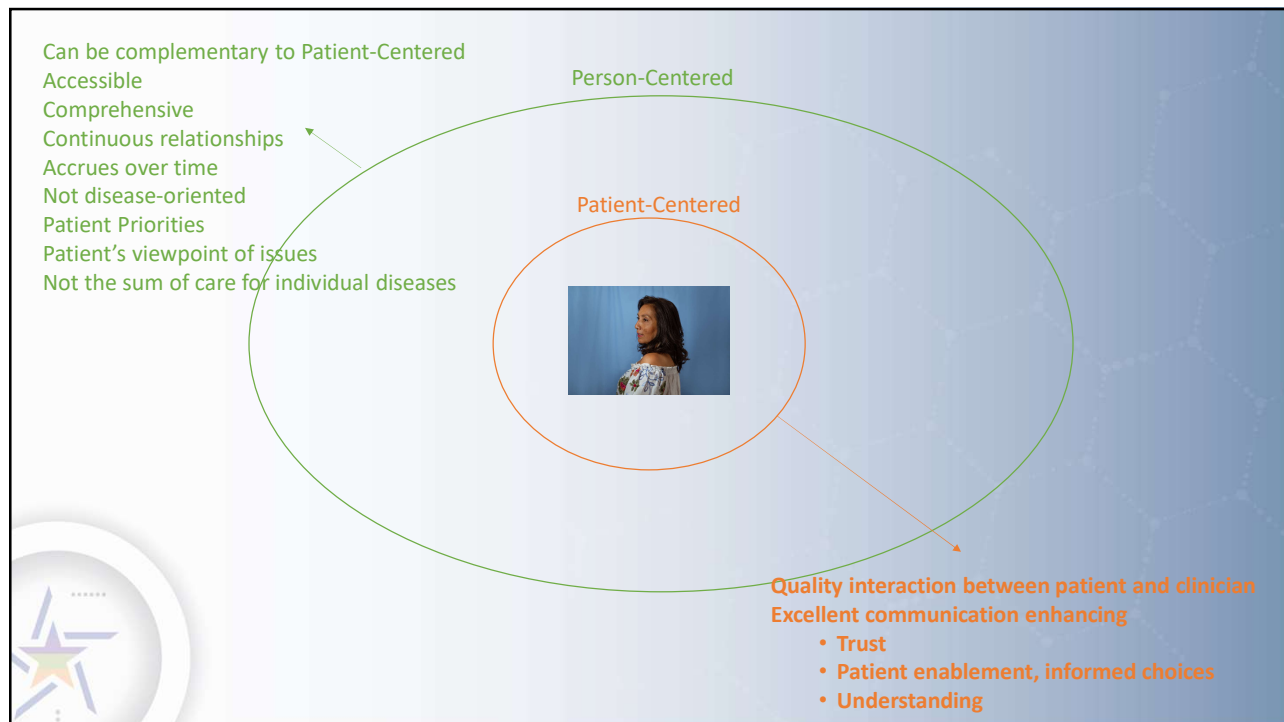 Can be complementary to Patient-Centered
Accessible
Comprehensive
Continuous relationships
Accrues over time
Not disease-oriented
Patient Priorities
Patient's viewpoint of issues
Not the sum of care for individual diseases
Person-Centered
Patient-Centered
Quality interaction between patient and clinician
Excellent communication enhancing
• Trust
• Patient enablement, informed choices
• Understanding